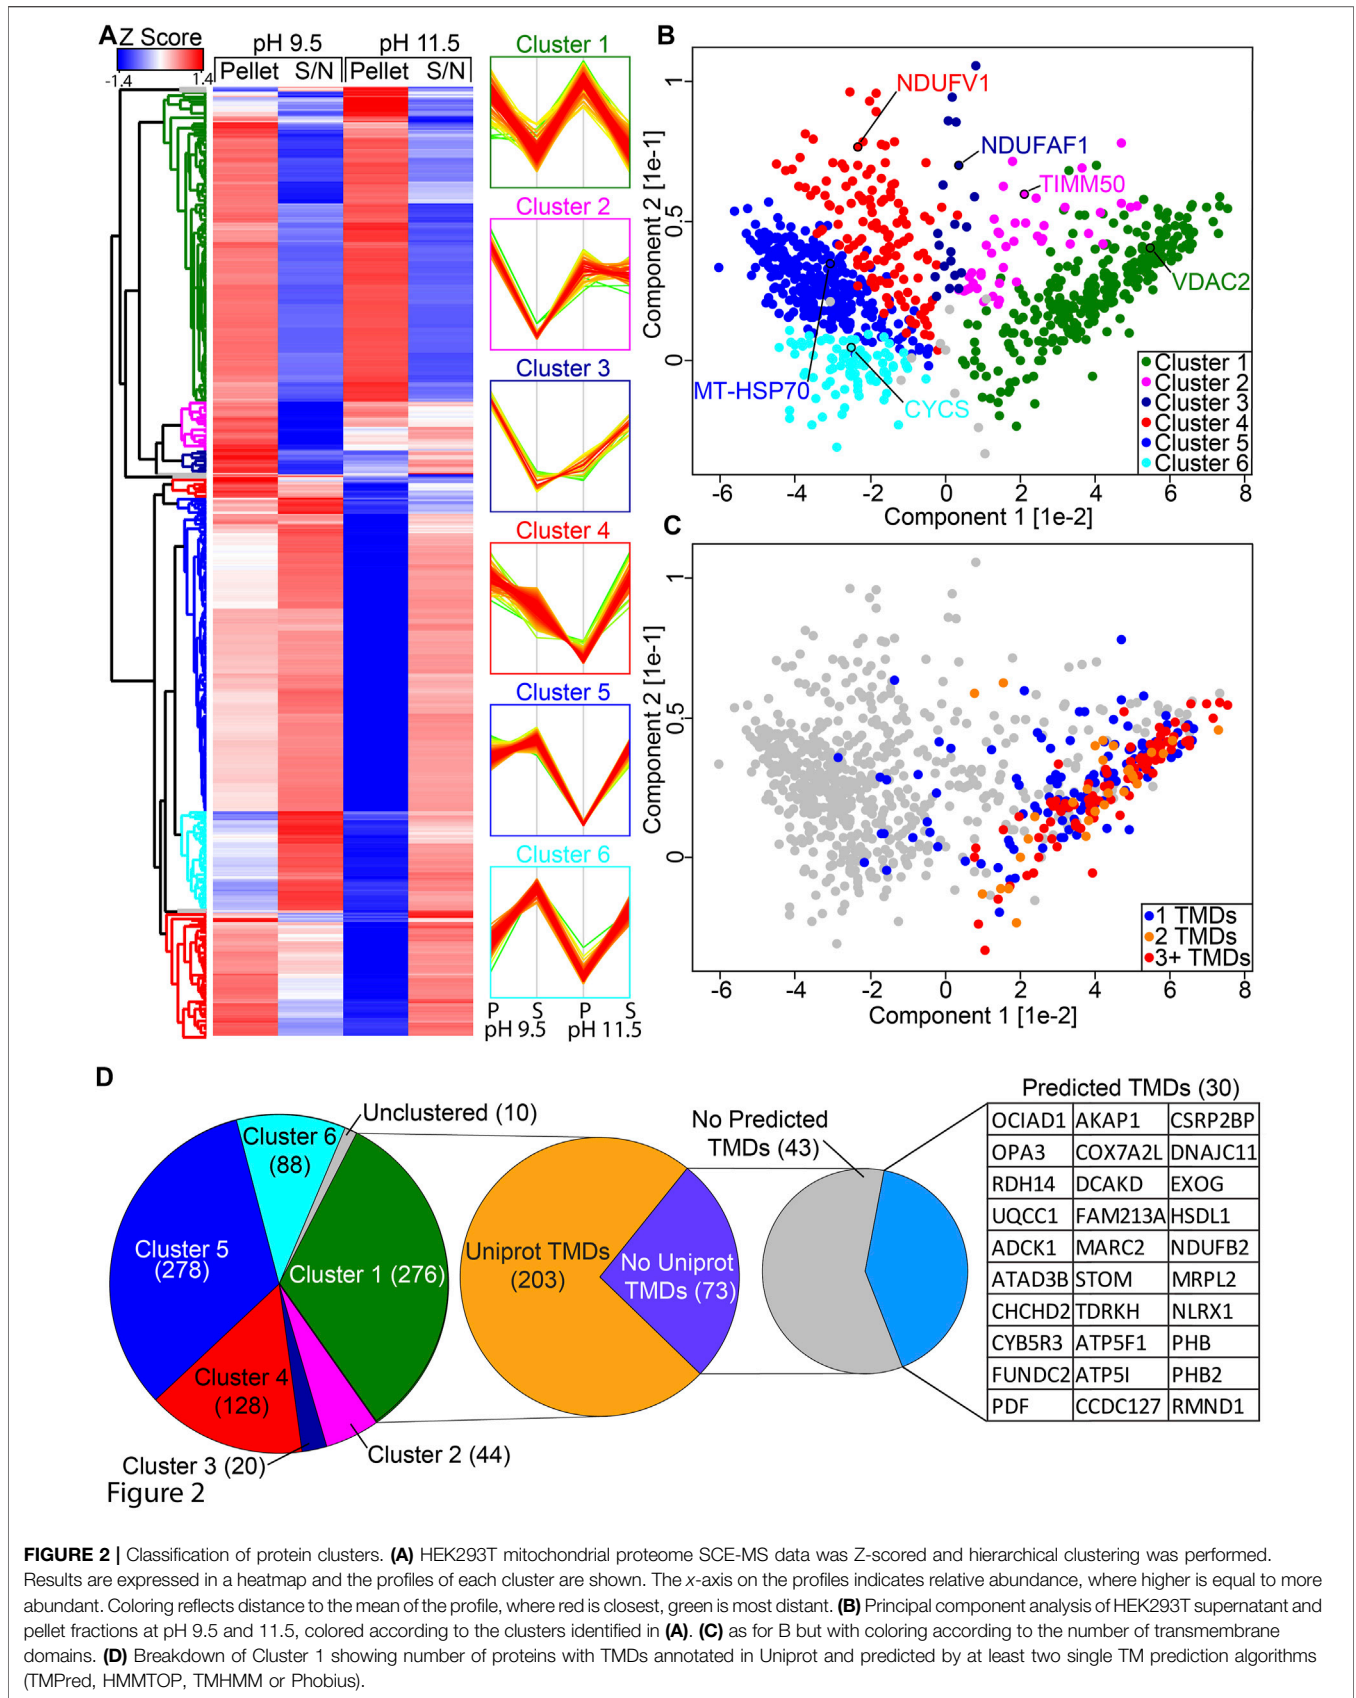 A
Z Score
-1.4
1.4
pH 9.5
pH 11.5
Pellet
S/N
Pellet
S/N
Cluster 1
Cluster 2
Cluster 3
Cluster 4
Cluster 5
Cluster 6
P
S
P
S
pH 9.5
pH 11.5
B
Component 2 [1e-1]
1
0.5
0
NDUFV1
NDUFAF1
TIMM50
VDAC2
MT-HSP70
CYCS
Cluster 1
Cluster 2
Cluster 3
Cluster 4
Cluster 5
Cluster 6
-6
-4
-2
0
2
4
6
8
Component 1 [1e-2]
C
Component 2 [1e-1]
1
0.5
0
1 TMDs
2 TMDs
3+ TMDs
-6
-4
-2
0
2
4
6
8
Component 1 [1e-2]
D
Unclustered (10)
Cluster 6
(88)
Cluster 5
(278)
Cluster 1 (276)
Cluster 4
(128)
Cluster 3 (20)
Cluster 2 (44)
Uniprot TMDs
(203)
No Uniprot
TMDs (73)
No Predicted
TMDs (43)
Predicted TMDs (30)
OCIAD1 AKAP1 CSRP2BP
OPA3 COX7A2L DNAJC11
RDH14 DCAKD EXOG
UQCC1 FAM213A HSDL1
ADCK1 MARC2 NDUFB2
ATAD3B STOM MRPL2
CHCHD2 TDRKH NLRX1
CYB5R3 ATP5F1 PHB
FUNDC2 ATP5I PHB2
PDF CCDC127 RMND1
Figure 2
FIGURE 2 | Classification of protein clusters. (A) HEK293T mitochondrial proteome SCE-MS data was Z-scored and hierarchical clustering was performed.
Results are expressed in a heatmap and the profiles of each cluster are shown. The x-axis on the profiles indicates relative abundance, where higher is equal to more
abundant. Coloring reflects distance to the mean of the profile, where red is closest, green is most distant. (B) Principal component analysis of HEK293T supernatant and
pellet fractions at pH 9.5 and 11.5, colored according to the clusters identified in (A). (C) as for B but with coloring according to the number of transmembrane
domains. (D) Breakdown of Cluster 1 showing number of proteins with TMDs annotated in Uniprot and predicted by at least two single TM prediction algorithms
(TMPred, HMMTOP, TMHMM or Phobius).